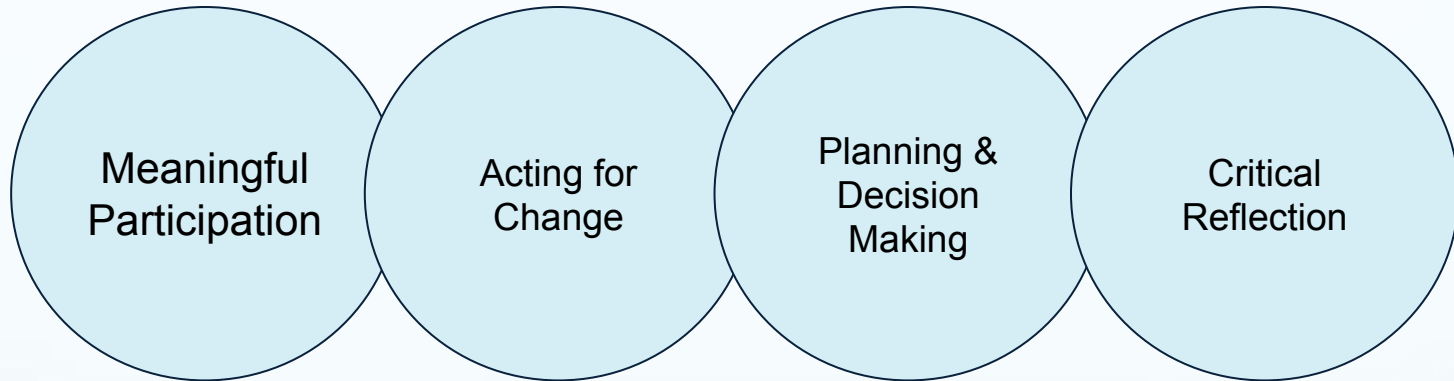 Meaningful
Participation
Acting for
Change
Planning &
Decision
Making
Critical
Reflection